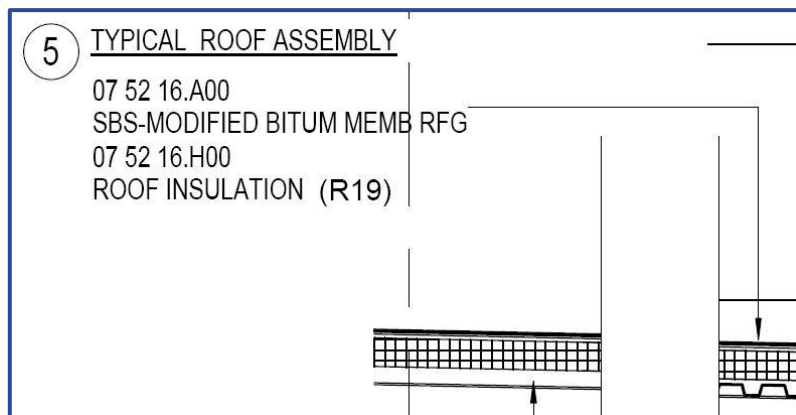 5
TYPICAL ROOF ASSEMBLY
07 52 16.A00
SBS-MODIFIED BITUM MEMB RFG
07 52 16.H00
ROOF INSULATION (R19)